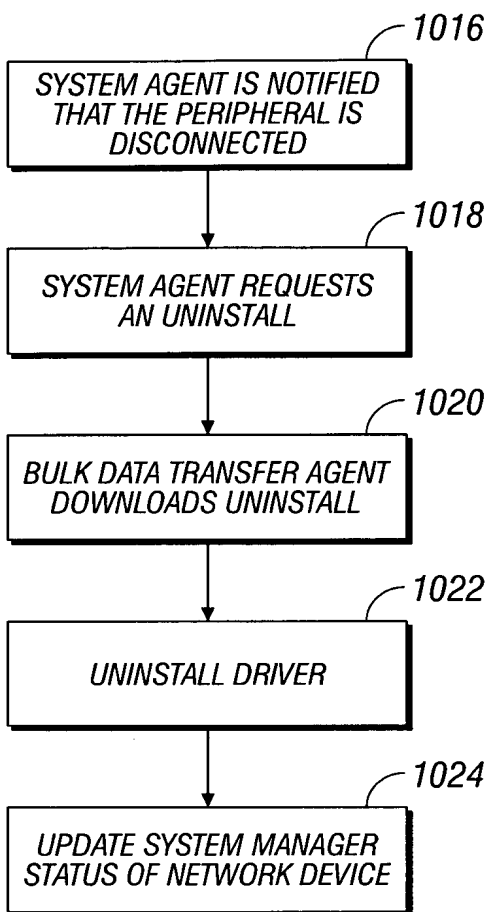 1016
SYSTEM AGENT IS NOTIFIED
THAT THE PERIPHERAL IS
DISCONNECTED
1018
SYSTEM AGENT REQUESTS
AN UNINSTALL
1020
BULK DATA TRANSFER AGENT
DOWNLOADS UNINSTALL
1022
UNINSTALL DRIVER
1024
UPDATE SYSTEM MANAGER
STATUS OF NETWORK DEVICE